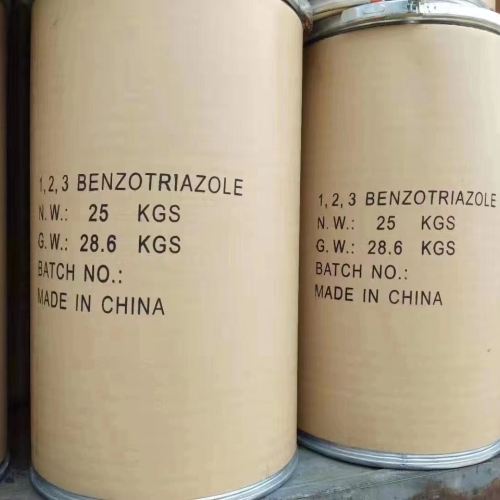 1, 2, 3 BENZOTRIAZOLE
N. W.: 25 KGS
G. W.: 28.6 KGS
BATCH NO.:
MADE IN CHINA
1, 2, 3 BENZOTRIAZOLE
N. W.: 25 KGS
G. W.: 28.6 KGS
BATCH NO.:
MADE IN CHINA